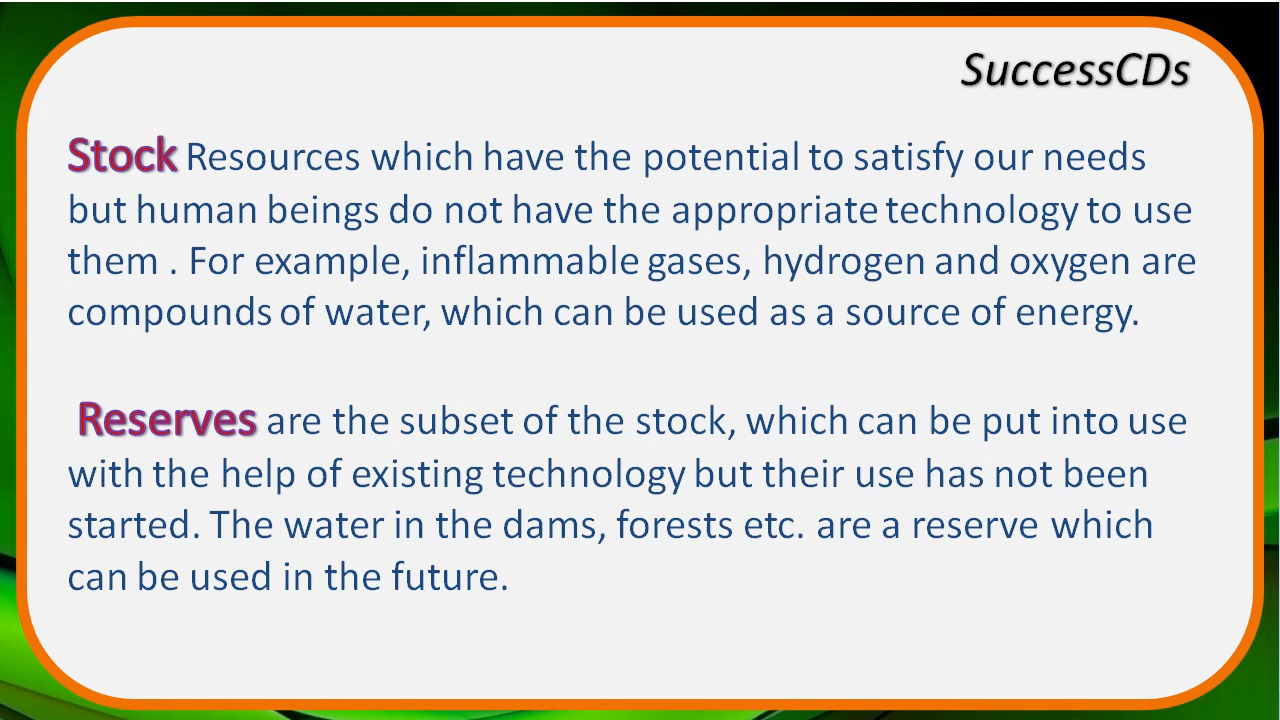 SuccessCDs
Stock Resources which have the potential to satisfy our needs
but human beings do not have the appropriate technology to use
them . For example, inflammable gases, hydrogen and oxygen are
compounds of water, which can be used as a source of energy.
Reserves are the subset of the stock, which can be put into use
with the help of existing technology but their use has not been
started. The water in the dams, forests etc. are a reserve which
can be used in the future.